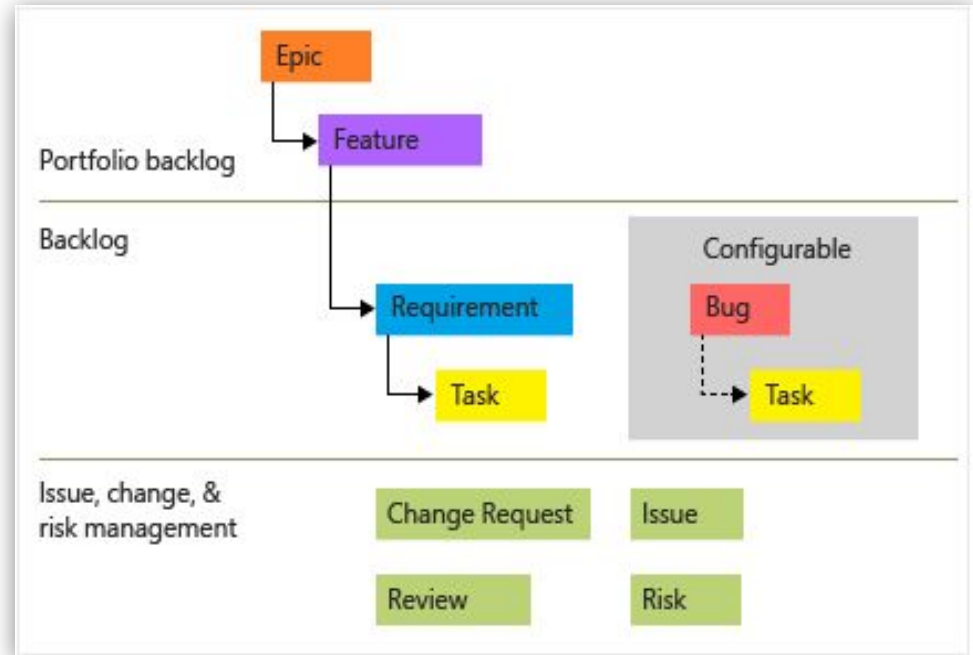 Epic
Feature
Portfolio backlog
Backlog
Configurable
Requirement
Bug
Task
Task
Issue, change, &
risk management
Change Request
Issue
Review
Risk